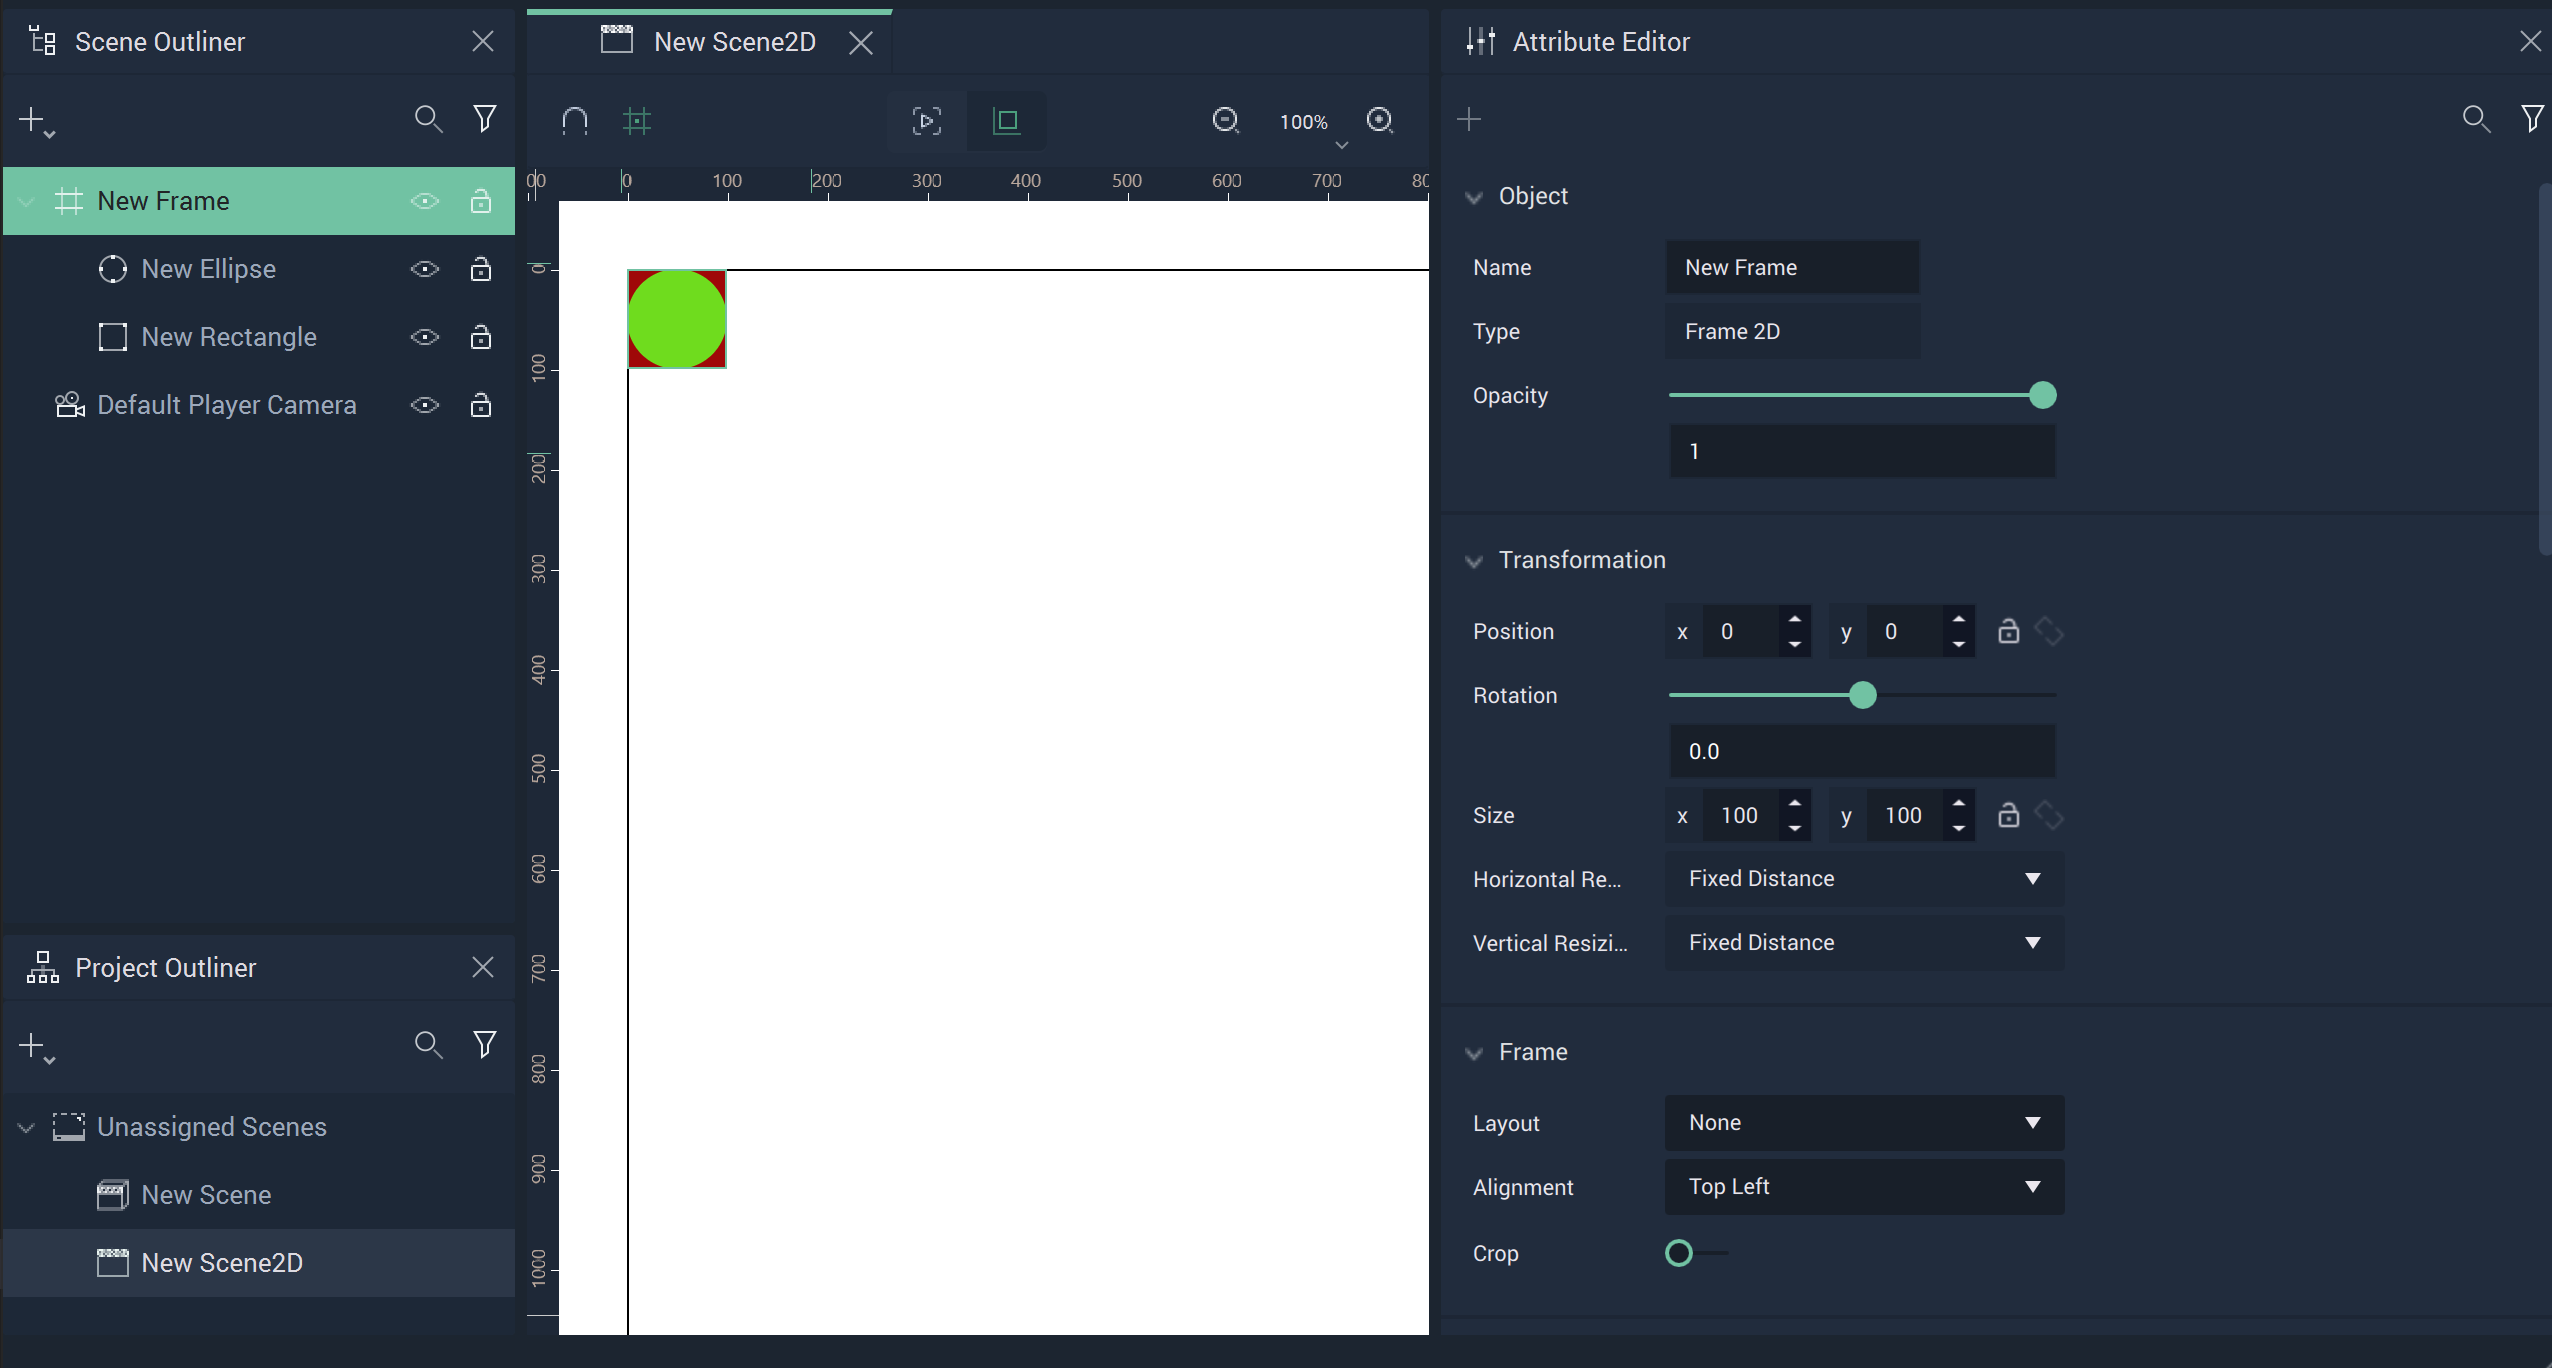 Scene Outliner
New Frame
New Ellipse
New Rectangle
Default Player Camera
Project Outliner
Unassigned Scenes
New Scene
New Scene2D
New Scene2D
100%
00 0 100 200 300 400 500 600 700 80
0
100
200
300
400
500
600
700
800
900
1000
Attribute Editor
Object
Name New Frame
Type Frame 2D
Opacity
1
Transformation
Position x 0 y 0
Rotation
0.0
Size x 100 y 100
Horizontal Re... Fixed Distance
Vertical Resizi... Fixed Distance
Frame
Layout None
Alignment Top Left
Crop